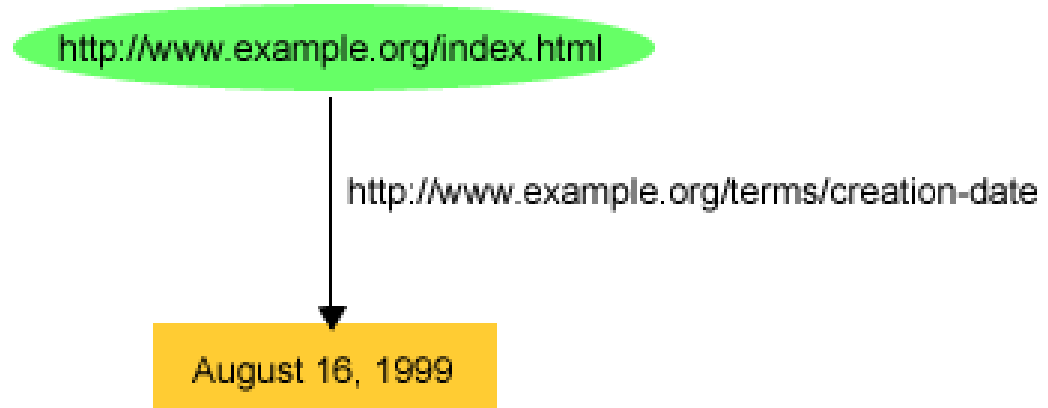 http://www.example.org/index.html
http://www.example.org/terms/creation-date
August 16, 1999